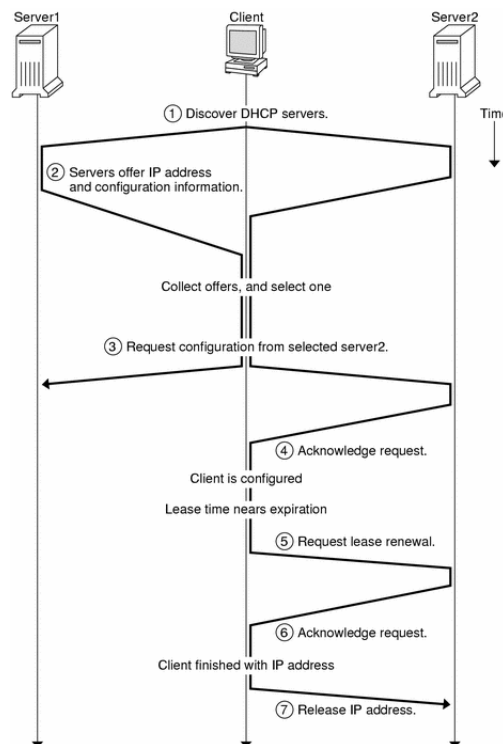 Server1 Client Server2
① Discover DHCP servers.
Time
② Servers offer IP address
and configuration information.
Collect offers, and select one
③ Request configuration from selected server2.
④ Acknowledge request.
Client is configured
Lease time nears expiration
⑤ Request lease renewal.
⑥ Acknowledge request.
Client finished with IP address
⑦ Release IP address.